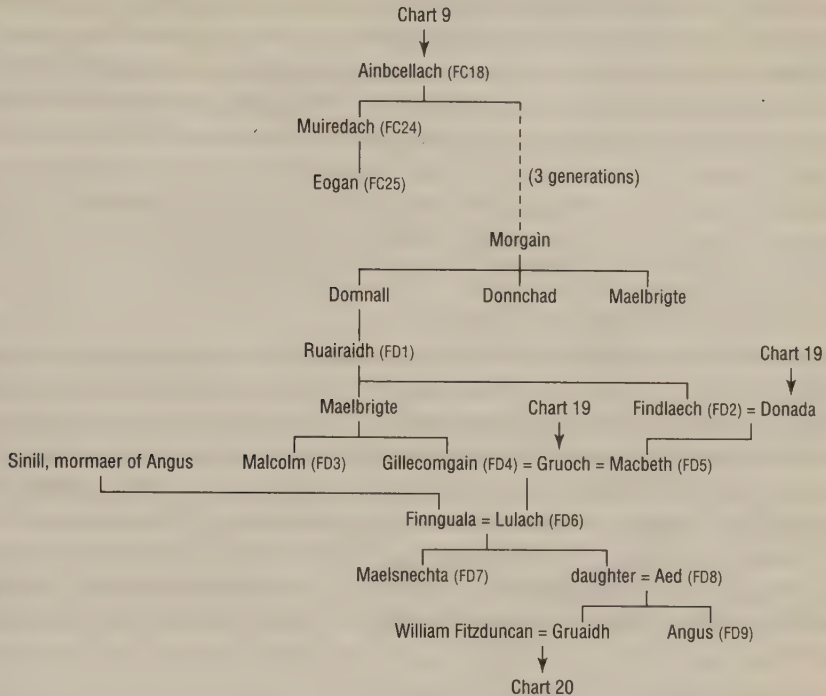 Chart 9
Ainbcellach (FC18)
Muiredach (FC24)
Eogan (FC25)
(3 generations)
Morgain
Domnall Donnchad Maelbrigte
Ruairaidh (FD1)
Chart 19
Maelbrigte Chart 19 Findlaech (FD2) = Donada
Sinill, mormaer of Angus Malcolm (FD3) Gillecomgain (FD4) = Gruoch = Macbeth (FD5)
Finnguala = Lulach (FD6)
Maelsnechta (FD7) daughter = Aed (FD8)
William Fitzduncan = Gruaidh Angus (FD9)
Chart 20